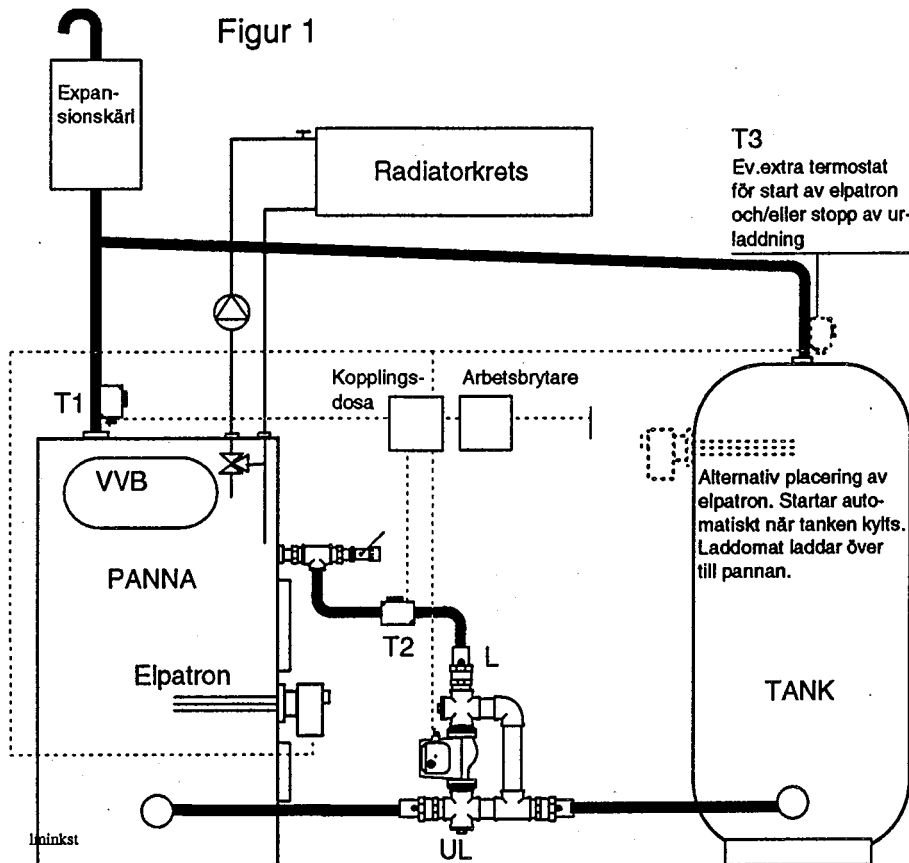 Figur 1
Expan-
sionskärl
Radiatorkrets
T3
Ev.extra termostat
för start av elpatron
och/eller stopp av ur-
laddning
T1
Kopplings-
dosa
Arbetsbrytare
VVB
PANNA
Alternativ placering av
elpatron. Startar auto-
matiskt når tanken kylts.
Laddomat laddar över
till pannan.
T2
L
Elpatron
TANK
lminkst
UL